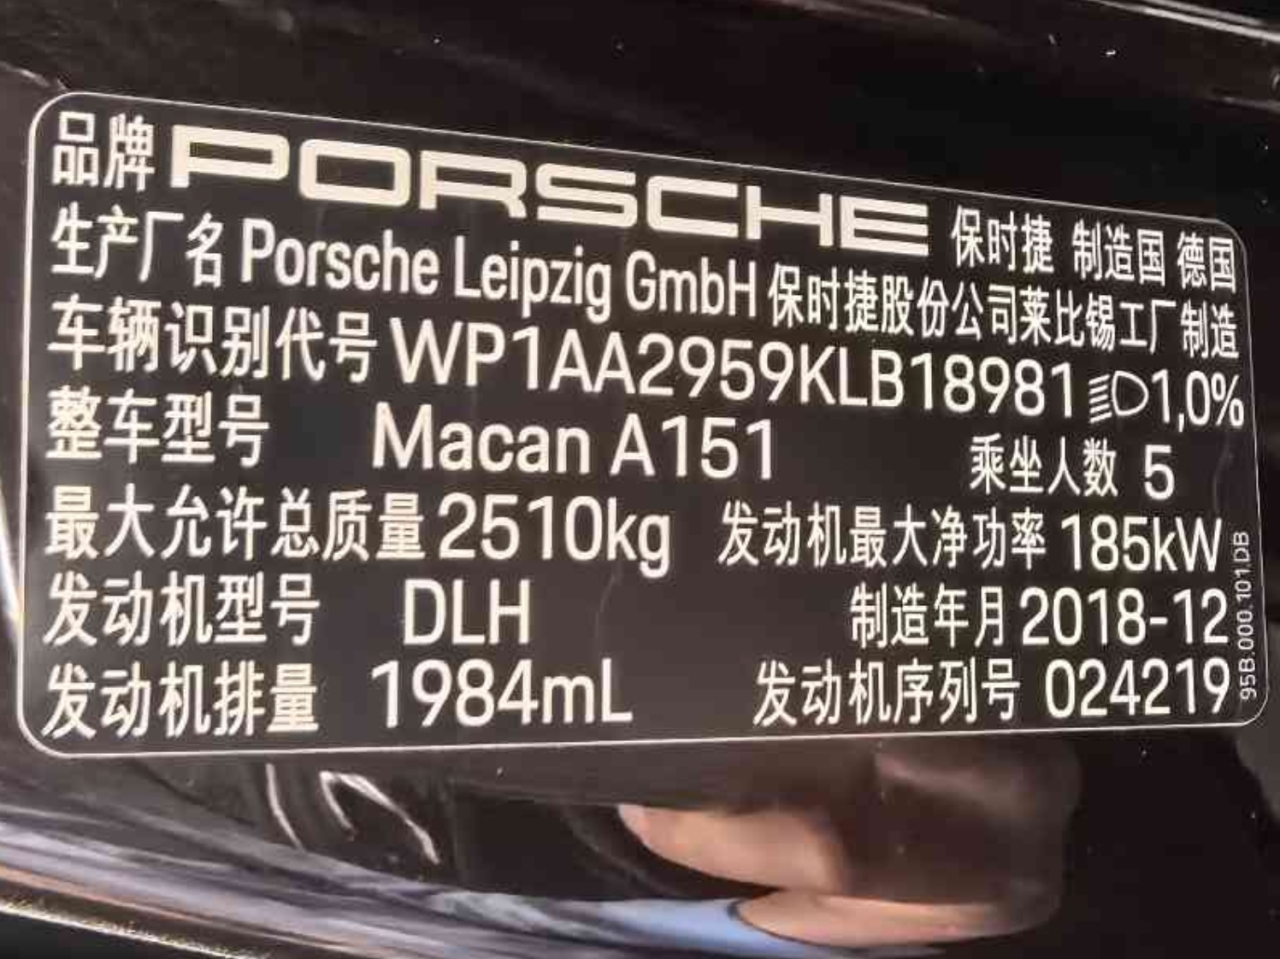 品牌 PORSCHE 保时捷 制造国 德国
生产厂名 Porsche Leipzig GmbH 保时捷股份公司莱比锡工厂制造
车辆识别代号 WP1AA2959KLB18981 1,0%
整车型号 Macan A151 乘坐人数 5
最大允许总质量 2510kg 发动机最大净功率 185kW
发动机型号 DLH 制造年月 2018-12
发动机排量 1984mL 发动机序列号 024219
95B.000.101.DB